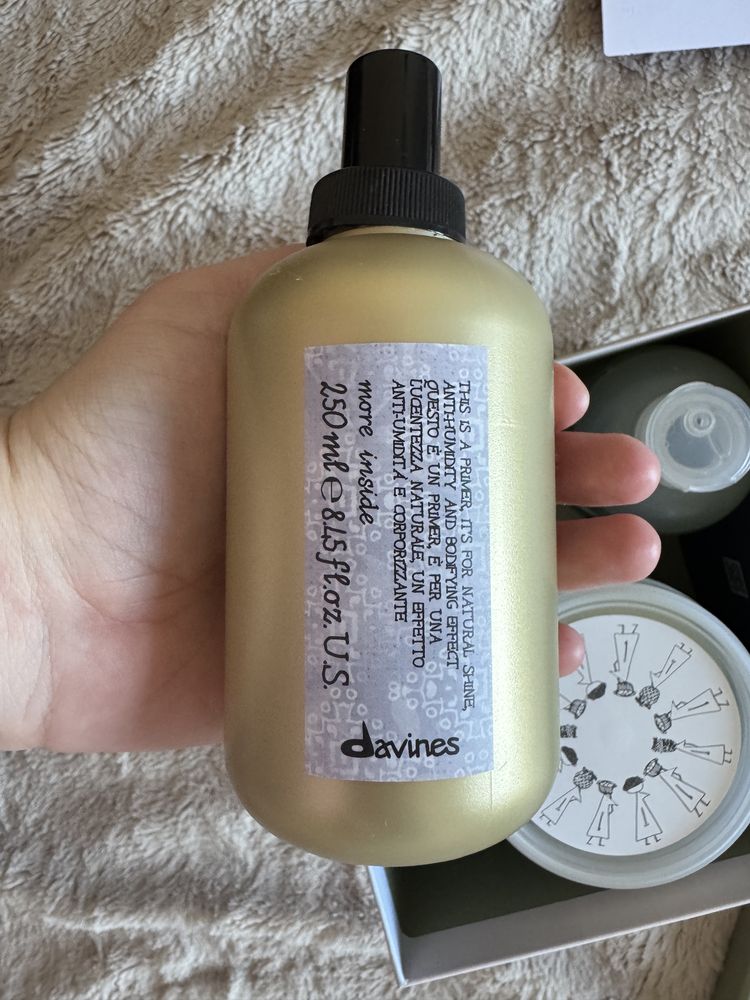 THIS IS A PRIMER, IT'S FOR NATURAL SHINE,
ANTI-HUMIDITY AND BODIFYING EFFECT
QUESTO È UN PRIMER, È PER UNA
LUCENTEZZA NATURALE, UN EFFETTO
ANTI-UMIDITÀ E CORPORIZZANTE
more inside
250 ml e 8.45 fl.oz. U.S.
davines